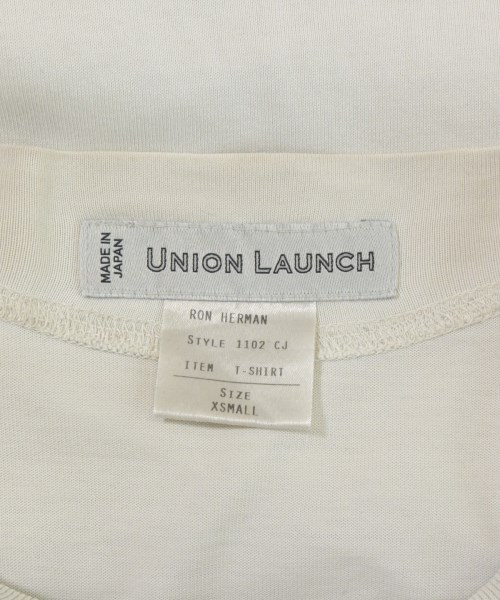 MADE IN
JAPAN
UNION LAUNCH
RON HERMAN
STYLE 1102 CJ
ITEM T-SHIRT
SIZE
XSMALL